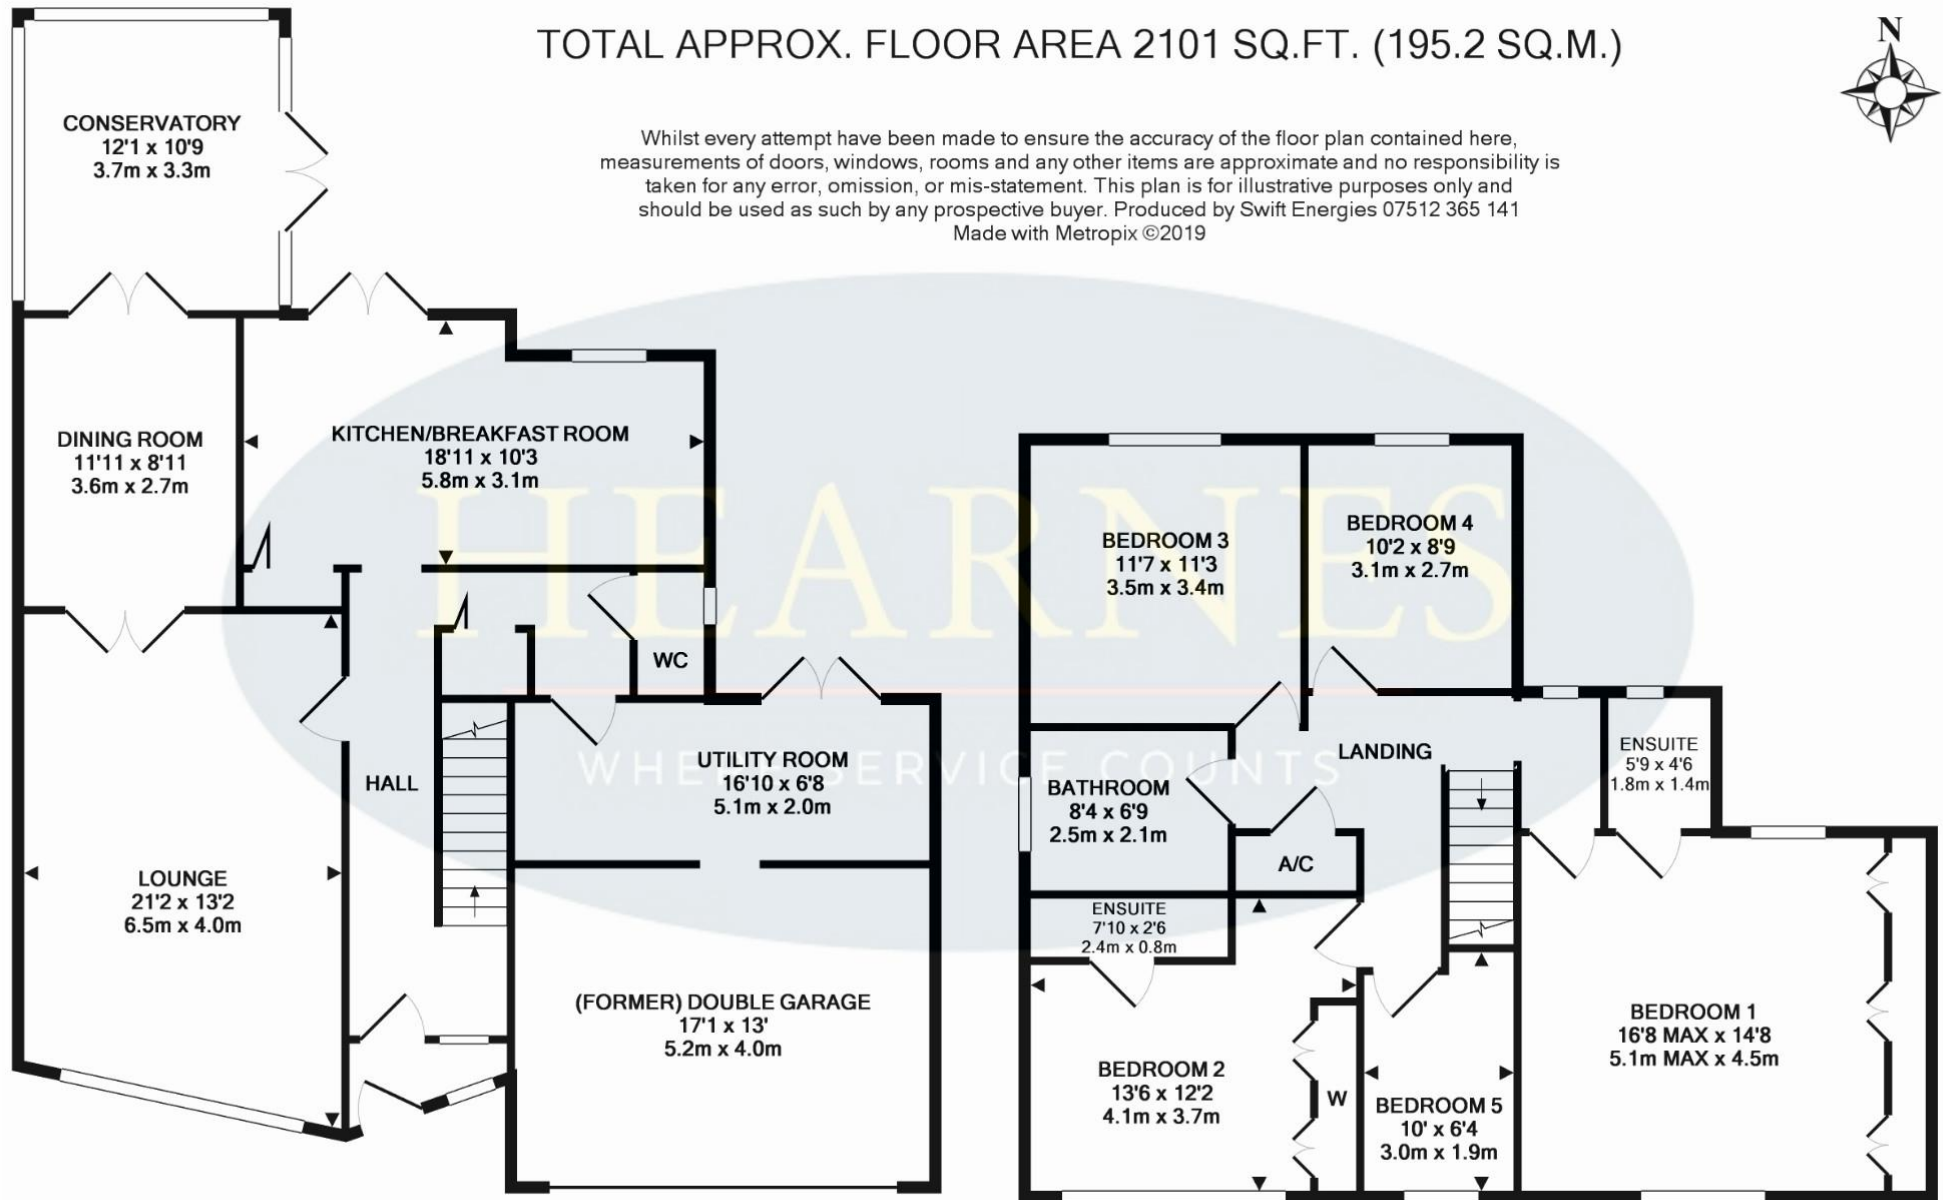 TOTAL APPROX. FLOOR AREA 2101 SQ.FT. (195.2 SQ.M.)
N
Whilst every attempt have been made to ensure the accuracy of the floor plan contained here,
measurements of doors, windows, rooms and any other items are approximate and no responsibility is
taken for any error, omission, or mis-statement. This plan is for illustrative purposes only and
should be used as such by any prospective buyer. Produced by Swift Energies 07512 365 141
Made with Metropix ©2019
CONSERVATORY
12'1 x 10'9
3.7m x 3.3m
DINING ROOM
11'11 x 8'11
3.6m x 2.7m
KITCHEN/BREAKFAST ROOM
18'11 x 10'3
5.8m x 3.1m
WC
HALL
UTILITY ROOM
16'10 x 6'8
5.1m x 2.0m
LOUNGE
21'2 x 13'2
6.5m x 4.0m
(FORMER) DOUBLE GARAGE
17'1 x 13'
5.2m x 4.0m
HEARNES
WHERE SERVICE COUNTS
BEDROOM 3
11'7 x 11'3
3.5m x 3.4m
BEDROOM 4
10'2 x 8'9
3.1m x 2.7m
LANDING
ENSUITE
5'9 x 4'6
1.8m x 1.4m
BATHROOM
8'4 x 6'9
2.5m x 2.1m
A/C
ENSUITE
7'10 x 2'6
2.4m x 0.8m
BEDROOM 2
13'6 x 12'2
4.1m x 3.7m
W
BEDROOM 5
10' x 6'4
3.0m x 1.9m
BEDROOM 1
16'8 MAX x 14'8
5.1m MAX x 4.5m